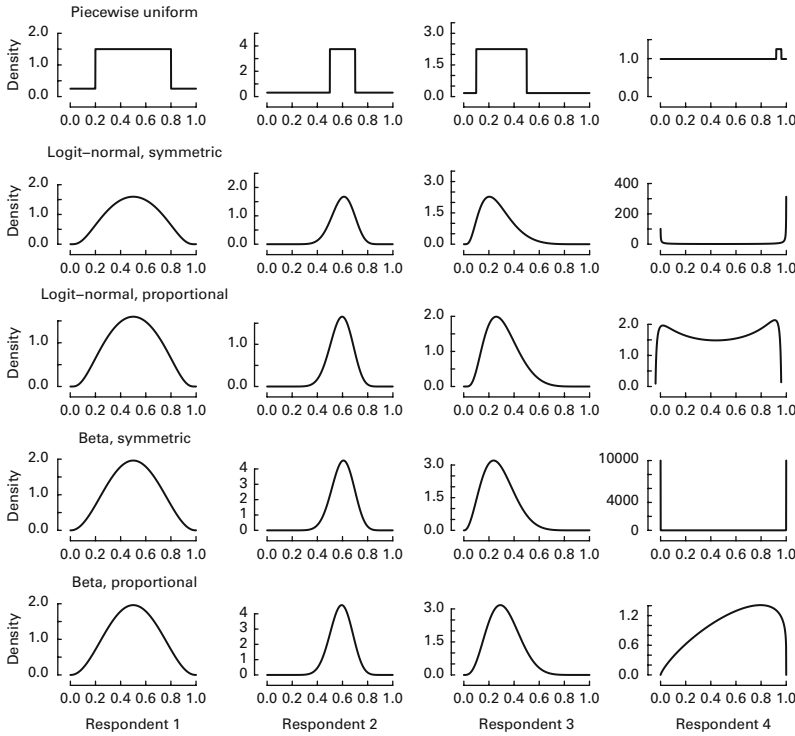 Piecewise uniform
Density
2.0
1.0
0.0
0.0 0.2 0.4 0.6 0.8 1.0
4
2
0
0.0 0.2 0.4 0.6 0.8 1.0
3.0
1.5
0.0
0.0 0.2 0.4 0.6 0.8 1.0
1.0
0.0
0.0 0.2 0.4 0.6 0.8 1.0
Logit–normal, symmetric
Density
2.0
1.0
0.0
0.0 0.2 0.4 0.6 0.8 1.0
2.0
1.0
0.0
0.0 0.2 0.4 0.6 0.8 1.0
3.0
1.5
0.0
0.0 0.2 0.4 0.6 0.8 1.0
400
200
0
0.0 0.2 0.4 0.6 0.8 1.0
Logit–normal, proportional
Density
1.0
0.0
0.0 0.2 0.4 0.6 0.8 1.0
1.0
0.0
0.0 0.2 0.4 0.6 0.8 1.0
2.0
1.0
0.0
0.0 0.2 0.4 0.6 0.8 1.0
2.0
1.0
0.0
0.0 0.2 0.4 0.6 0.8 1.0
Beta, symmetric
Density
2.0
1.0
0.0
0.0 0.2 0.4 0.6 0.8 1.0
4
3
2
1
0
0.0 0.2 0.4 0.6 0.8 1.0
3.0
1.5
0.0
0.0 0.2 0.4 0.6 0.8 1.0
10000
4000
0
0.0 0.2 0.4 0.6 0.8 1.0
Beta, proportional
Density
2.0
1.0
0.0
0.0 0.2 0.4 0.6 0.8 1.0
4
3
2
1
0
0.0 0.2 0.4 0.6 0.8 1.0
3.0
1.5
0.0
0.0 0.2 0.4 0.6 0.8 1.0
1.2
0.6
0.0
0.0 0.2 0.4 0.6 0.8 1.0
Respondent 1
Respondent 2
Respondent 3
Respondent 4